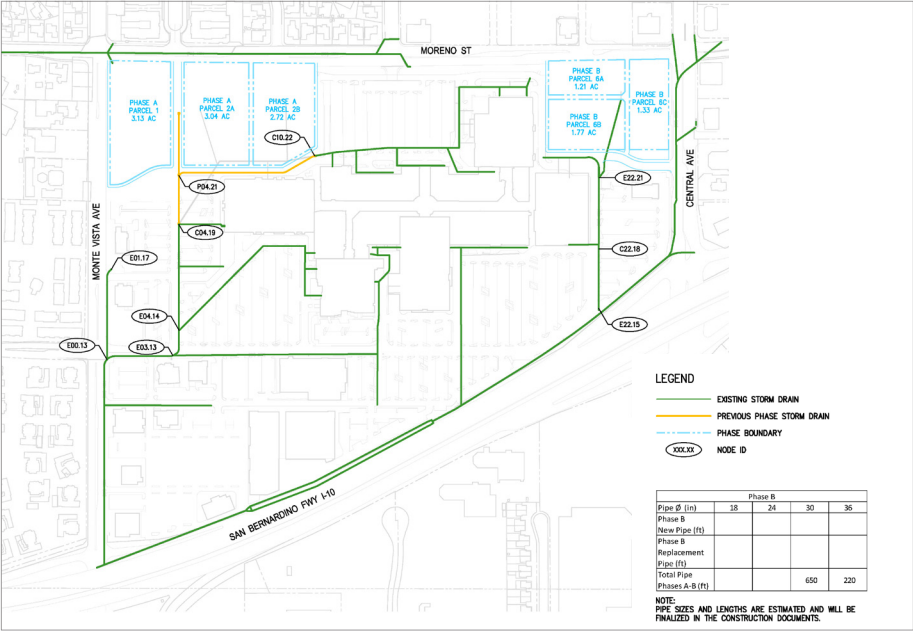 MORENO ST
PHASE A
PARCEL 1
3.13 AC
PHASE A
PARCEL 2A
3.04 AC
PHASE A
PARCEL 2B
2.72 AC
PHASE B
PARCEL 6A
1.21 AC
PHASE B
PARCEL 6B
1.77 AC
PHASE B
PARCEL 6C
1.33 AC
C10.22
P04.21
E22.21
CENTRAL AVE
MONTE VISTA AVE
C04.19
C22.18
E01.17
E04.14
E22.15
E00.13
E03.13
SAN BERNARDINO FWY I-10
LEGEND
EXISTING STORM DRAIN
PREVIOUS PHASE STORM DRAIN
PHASE BOUNDARY
XXX.XX NODE ID
Phase B
Pipe Ø (in) 18 24 30 36
Phase B
New Pipe (ft)
Phase B
Replacement
Pipe (ft)
Total Pipe
Phases A-B (ft) 650 220
NOTE:
PIPE SIZES AND LENGTHS ARE ESTIMATED AND WILL BE
FINALIZED IN THE CONSTRUCTION DOCUMENTS.